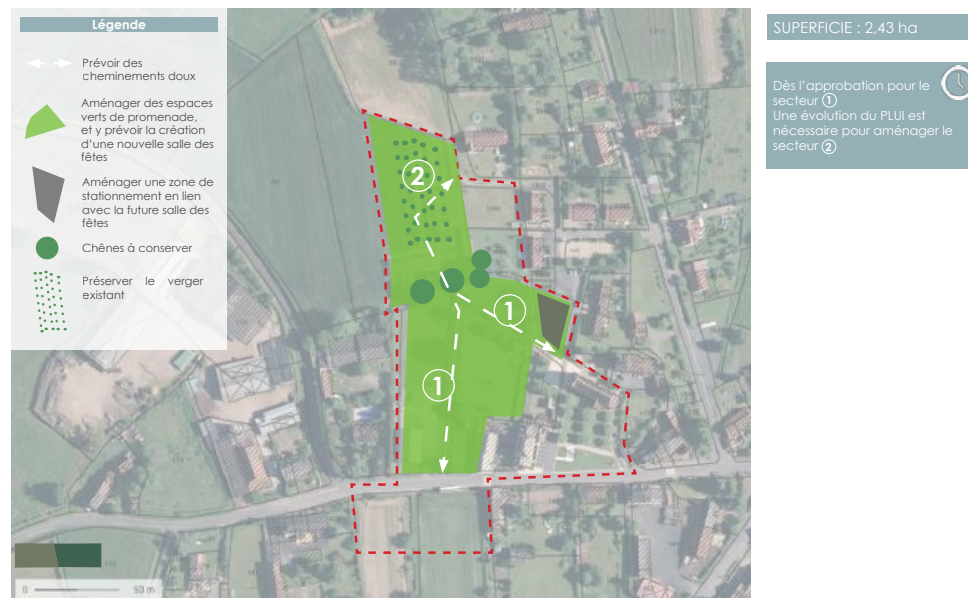 Légende
Prévoir des
cheminements doux
Aménager des espaces
verts de promenade,
et y prévoir la création
d'une nouvelle salle des
fêtes
Aménager une zone de
stationnement en lien
avec la future salle des
fêtes
Chênes à conserver
Préserver le verger
existant
2
1
1
0 50 m
SUPERFICIE : 2,43 ha
Dès l'approbation pour le
secteur ①
Une évolution du PLUI est
nécessaire pour aménager le
secteur ②